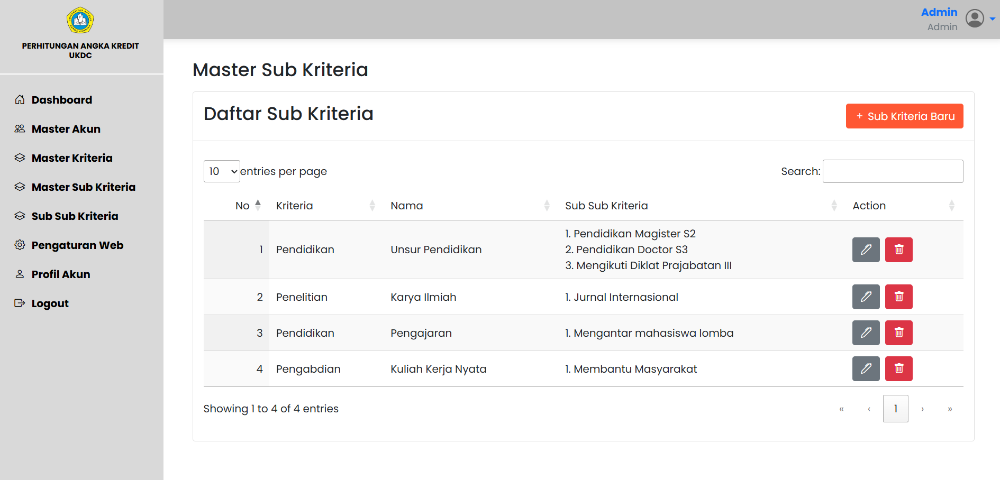 PERHITUNGAN ANGKA KREDIT
UKDC
Dashboard
Master Akun
Master Kriteria
Master Sub Kriteria
Sub Sub Kriteria
Pengaturan Web
Profil Akun
Logout
Admin
Admin
Master Sub Kriteria
Daftar Sub Kriteria
+ Sub Kriteria Baru
10 entries per page
Search:
No Kriteria Nama Sub Sub Kriteria Action
1 Pendidikan Unsur Pendidikan 1. Pendidikan Magister S2
2. Pendidikan Doctor S3
3. Mengikuti Diklat Prajabatan III
2 Penelitian Karya Ilmiah 1. Jurnal Internasional
3 Pendidikan Pengajaran 1. Mengantar mahasiswa lomba
4 Pengabdian Kuliah Kerja Nyata 1. Membantu Masyarakat
Showing 1 to 4 of 4 entries
« ‹ 1 › »